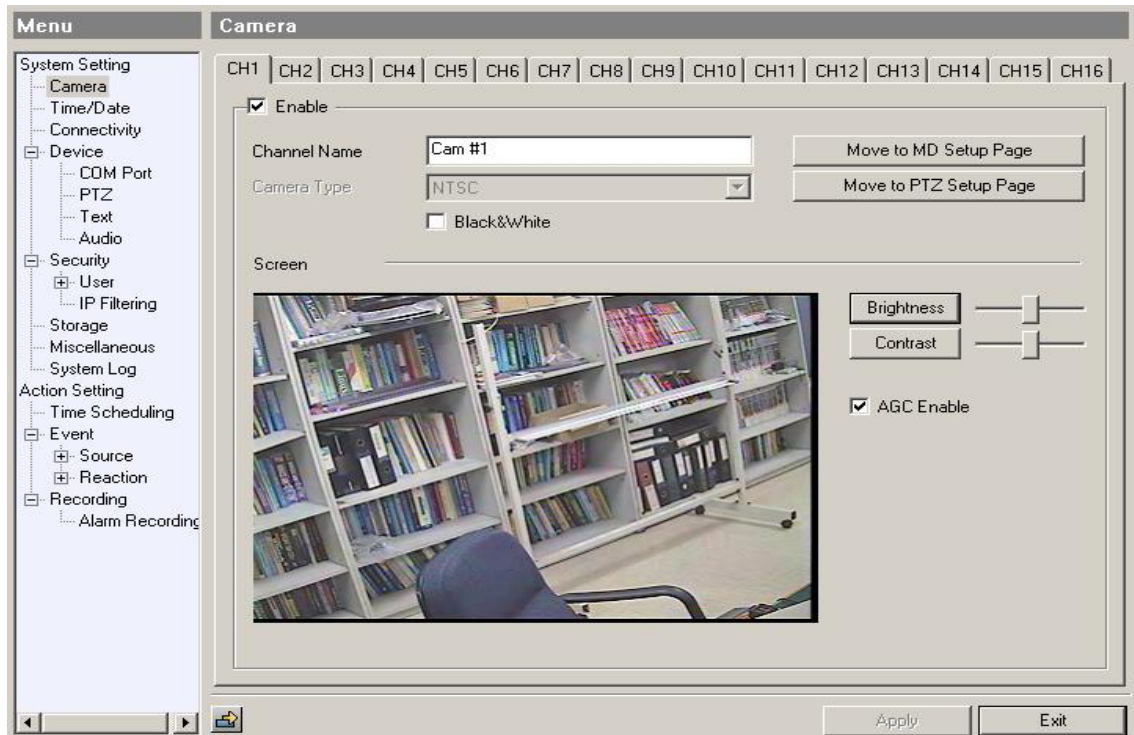 Menu
System Setting
Camera
Time/Date
Connectivity
Device
COM Port
PTZ
Text
Audio
Security
User
IP Filtering
Storage
Miscellaneous
System Log
Action Setting
Time Scheduling
Event
Source
Reaction
Recording
Alarm Recording
Camera
CH1 CH2 CH3 CH4 CH5 CH6 CH7 CH8 CH9 CH10 CH11 CH12 CH13 CH14 CH15 CH16
Enable
Channel Name Cam #1 Move to MD Setup Page
Camera Type NTSC Move to PTZ Setup Page
Black&White
Screen
Brightness
Contrast
AGC Enable
Apply Exit